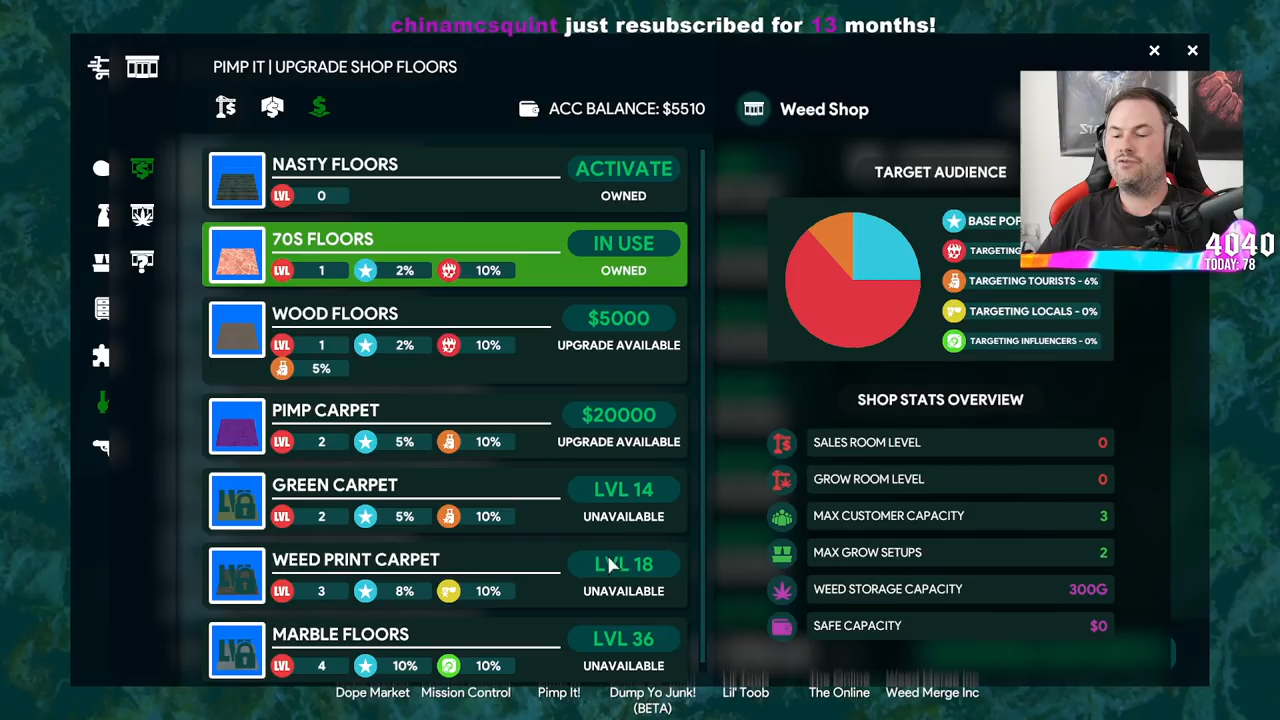 chinamcsquint just resubscribed for 13 months!
PIMP IT | UPGRADE SHOP FLOORS
ACC BALANCE: $5510
NASTY FLOORS
ACTIVATE
LVL 0
OWNED
70S FLOORS
IN USE
LVL 1 2% 10%
OWNED
WOOD FLOORS
$5000
LVL 1 2% 10%
UPGRADE AVAILABLE
5%
PIMP CARPET
$20000
LVL 2 5% 10%
UPGRADE AVAILABLE
GREEN CARPET
LVL 14
LVL 2 5% 10%
UNAVAILABLE
WEED PRINT CARPET
LVL 18
LVL 3 8% 10%
UNAVAILABLE
MARBLE FLOORS
LVL 36
LVL 4 10% 10%
UNAVAILABLE
Weed Shop
TARGET AUDIENCE
BASE POP
TARGETING
TARGETING TOURISTS - 6%
TARGETING LOCALS - 0%
TARGETING INFLUENCERS - 0%
4040
TODAY: 78
SHOP STATS OVERVIEW
SALES ROOM LEVEL 0
GROW ROOM LEVEL 0
MAX CUSTOMER CAPACITY 3
MAX GROW SETUPS 2
WEED STORAGE CAPACITY 300G
SAFE CAPACITY $0
Dope Market Mission Control Pimp It! Dump Yo Junk! Lil' Toob The Online Weed Merge Inc
(BETA)